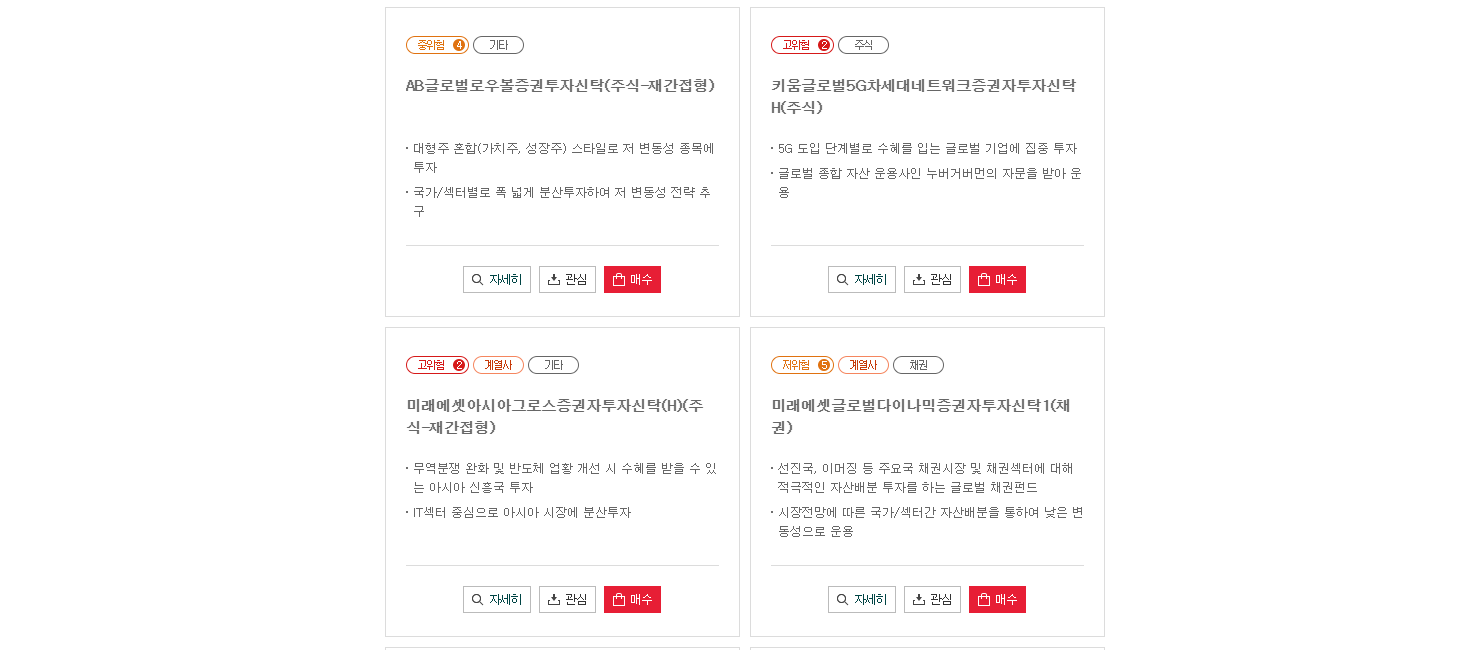 중위험 4 기타
AB글로벌로우볼증권투자신탁(주식-재간접형)
· 대형주 혼합(가치주, 성장주) 스타일로 저 변동성 종목에
투자
· 국가/섹터별로 폭 넓게 분산투자하여 저 변동성 전략 추
구
자세히 관심 매수
고위험 2 주식
키움글로벌5G차세대네트워크증권자투자신탁
H(주식)
· 5G 도입 단계별로 수혜를 입는 글로벌 기업에 집중 투자
· 글로벌 종합 자산 운용사인 누버거버먼의 자문을 받아 운
용
자세히 관심 매수
고위험 2 계열사 기타
미래에셋아시아그로스증권자투자신탁(H)(주
식-재간접형)
· 무역분쟁 완화 및 반도체 업황 개선 시 수혜를 받을 수 있
는 아시아 신흥국 투자
· IT섹터 중심으로 아시아 시장에 분산투자
자세히 관심 매수
저위험 5 계열사 채권
미래에셋글로벌다이나믹증권자투자신탁1(채
권)
· 선진국, 이머징 등 주요국 채권시장 및 채권섹터에 대해
적극적인 자산배분 투자를 하는 글로벌 채권펀드
· 시장전망에 따른 국가/섹터간 자산배분을 통하여 낮은 변
동성으로 운용
자세히 관심 매수